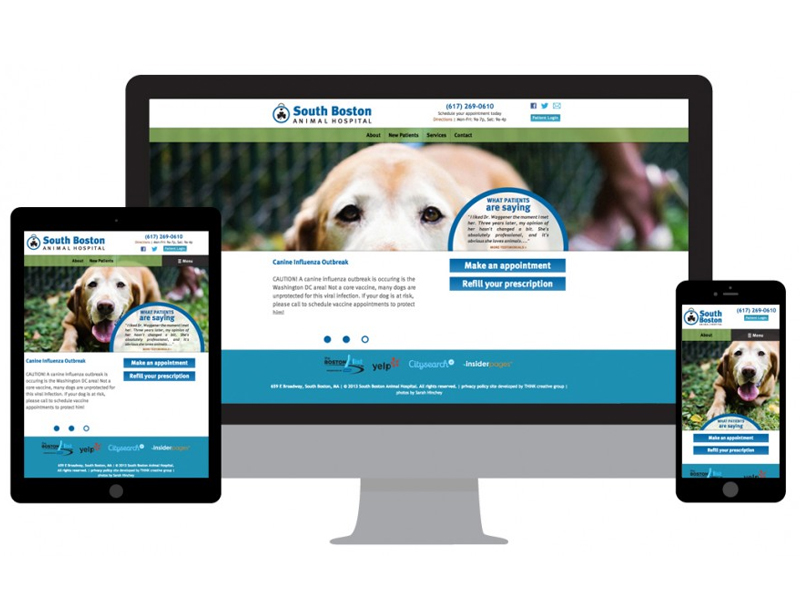 South Boston
ANIMAL HOSPITAL
(617) 269-0610
Schedule your appointment today
Directions | Mon-Fri: 9a-7p, Sat: 9a-4p
Patient Login
About New Patients Services Contact
WHAT PATIENTS
are saying
"I liked Dr. Waggener the moment I met
her. Three years later, my opinion of
her hasn't changed a bit. She's
absolutely professional, and it's
obvious she loves animals...."
MORE TESTIMONIALS >
Canine Influenza Outbreak
CAUTION! A canine influenza outbreak is occuring is the
Washington DC area! Not a core vaccine, many dogs are
unprotected for this viral infection. If your dog is at risk,
please call to schedule vaccine appointments to protect
him!
Make an appointment
Refill your prescription
BOSTON
yelp
Citysearch
insiderpages
659 E Broadway, South Boston, MA | © 2013 South Boston Animal Hospital. All rights reserved. | privacy policy site developed by THINK creative group |
photos by Sarah Hinchey
South Boston
ANIMAL HOSPITAL
(617) 269-0610
Directions | Mon-Fri: 9a-7p, Sat: 9a-4p
Patient Login
About New Patients
Menu
WHAT PATIENTS
are saying
"I liked Dr. Waggener the moment I met
her. Three years later, my opinion of
her hasn't changed a bit. She's
absolutely professional, and it's
obvious she loves animals...."
MORE TESTIMONIALS >
Canine Influenza Outbreak
CAUTION! A canine influenza outbreak is
occuring is the Washington DC area! Not a core
vaccine, many dogs are unprotected for this
viral infection. If your dog is at risk,
please call to schedule vaccine
appointments to protect him!
Make an appointment
Refill your prescription
BOSTON
yelp
Citysearch
insiderpages
659 E Broadway, South Boston, MA | © 2013 South Boston Animal Hospital.
All rights reserved. | privacy policy site developed by THINK creative group |
photos by Sarah Hinchey
South
Boston
ANIMAL HOSPITAL
(617) 269-0610
Patient Login
About
Menu
WHAT PATIENTS
are saying
Make an appointment
Refill your prescription
BOSTON